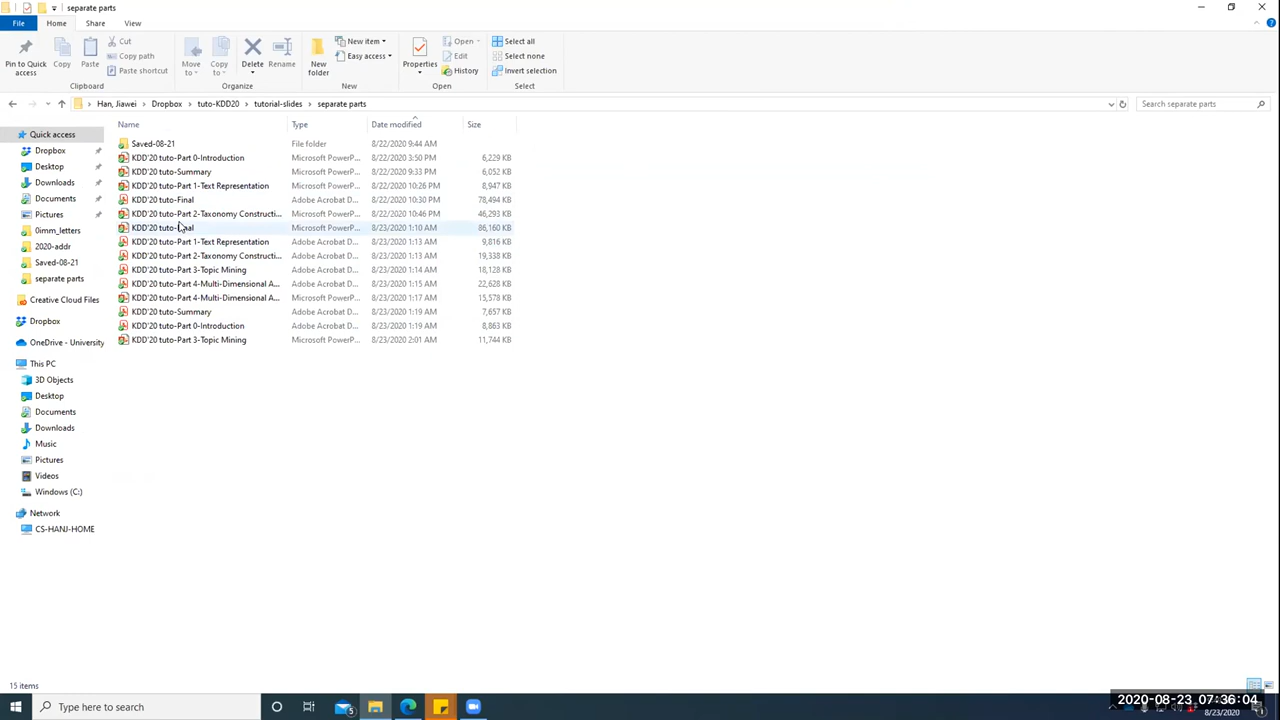 separate parts
File Home Share View
Pin to Quick access
Copy
Paste
Cut
Copy path
Paste shortcut
Clipboard
Move to
Copy to
Delete
Rename
Organize
New folder
New item
Easy access
New
Properties
Open
Edit
History
Open
Select all
Select none
Invert selection
Select
Han, Jiawei > Dropbox > tuto-KDD20 > tutorial-slides > separate parts
Search separate parts
Name Type Date modified Size
Saved-08-21 File folder 8/22/2020 9:44 AM
KDD'20 tuto-Part 0-Introduction Microsoft PowerP... 8/22/2020 3:50 PM 6,229 KB
KDD'20 tuto-Summary Microsoft PowerP... 8/22/2020 9:33 PM 6,052 KB
KDD'20 tuto-Part 1-Text Representation Microsoft PowerP... 8/22/2020 10:26 PM 8,947 KB
KDD'20 tuto-Final Adobe Acrobat D... 8/22/2020 10:30 PM 78,494 KB
KDD'20 tuto-Part 2-Taxonomy Constructi... Microsoft PowerP... 8/22/2020 10:46 PM 46,293 KB
KDD'20 tuto-Final Microsoft PowerP... 8/23/2020 1:10 AM 86,160 KB
KDD'20 tuto-Part 1-Text Representation Adobe Acrobat D... 8/23/2020 1:13 AM 9,816 KB
KDD'20 tuto-Part 2-Taxonomy Constructi... Adobe Acrobat D... 8/23/2020 1:13 AM 19,338 KB
KDD'20 tuto-Part 3-Topic Mining Adobe Acrobat D... 8/23/2020 1:14 AM 18,128 KB
KDD'20 tuto-Part 4-Multi-Dimensional A... Adobe Acrobat D... 8/23/2020 1:15 AM 22,628 KB
KDD'20 tuto-Part 4-Multi-Dimensional A... Microsoft PowerP... 8/23/2020 1:17 AM 15,578 KB
KDD'20 tuto-Summary Adobe Acrobat D... 8/23/2020 1:19 AM 7,657 KB
KDD'20 tuto-Part 0-Introduction Adobe Acrobat D... 8/23/2020 1:19 AM 8,863 KB
KDD'20 tuto-Part 3-Topic Mining Microsoft PowerP... 8/23/2020 2:01 AM 11,744 KB
Quick access
Dropbox
Desktop
Downloads
Documents
Pictures
0imm_letters
2020-addr
Saved-08-21
separate parts
Creative Cloud Files
Dropbox
OneDrive - University
This PC
3D Objects
Desktop
Documents
Downloads
Music
Pictures
Videos
Windows (C:)
Network
CS-HANJ-HOME
15 items
Type here to search
5
2020-08-23 07:36:04
8/23/2020